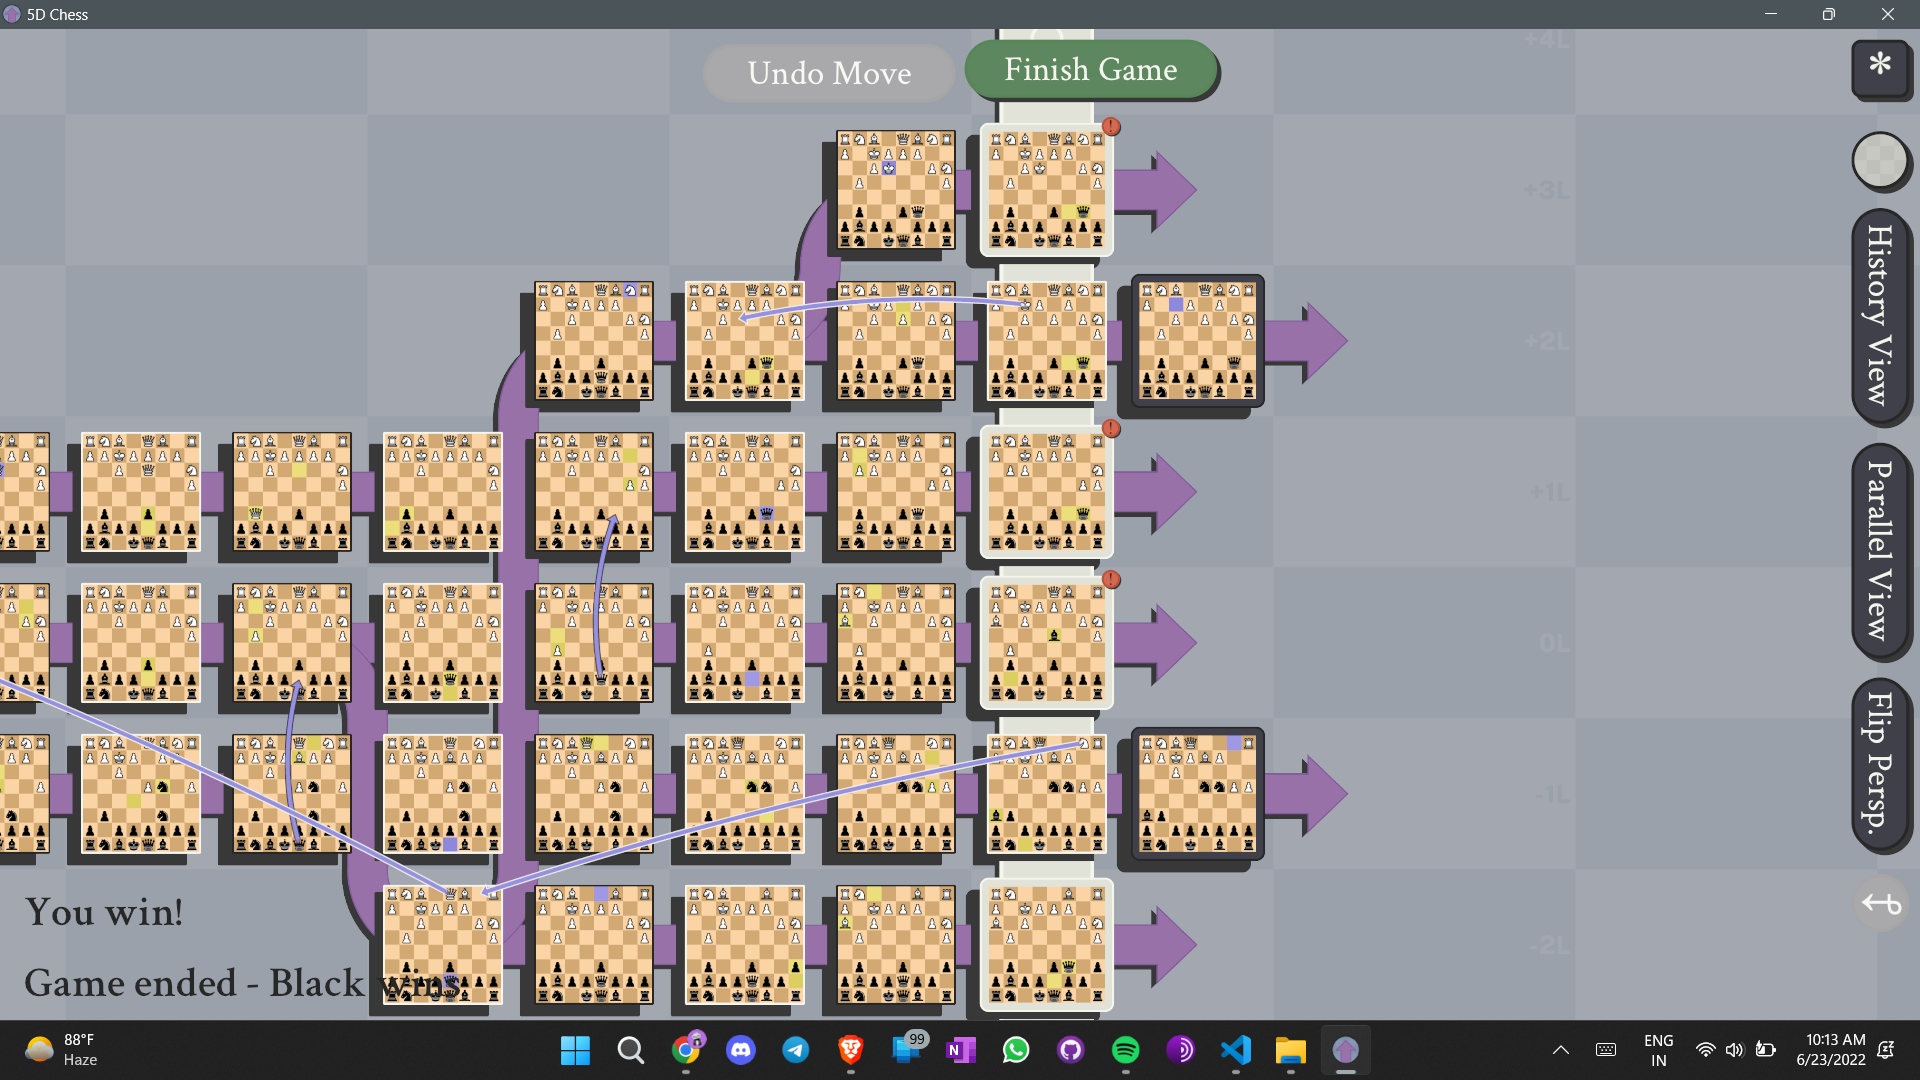 5D Chess
Undo Move
Finish Game
+4L
+3L
+2L
+1L
0L
-1L
-2L
*
History View
Parallel View
Flip Persp.
You win!
Game ended - Black wins
88°F
Haze
99
N
ENG
IN
10:13 AM
6/23/2022